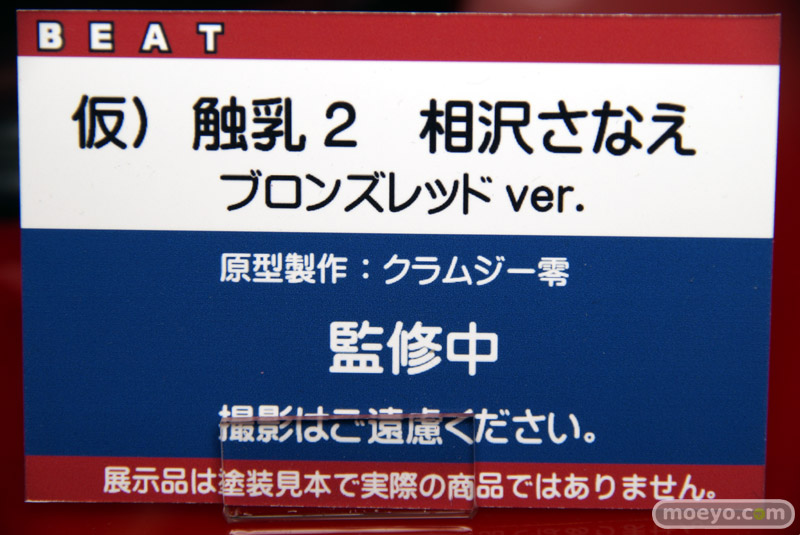 BEAT
仮) 触乳2 相沢さなえ
ブロンズレッド ver.
原型製作：クラムジー零
監修中
撮影はご遠慮ください。
展示品は塗装見本で実際の商品ではありません。
moeyo.com